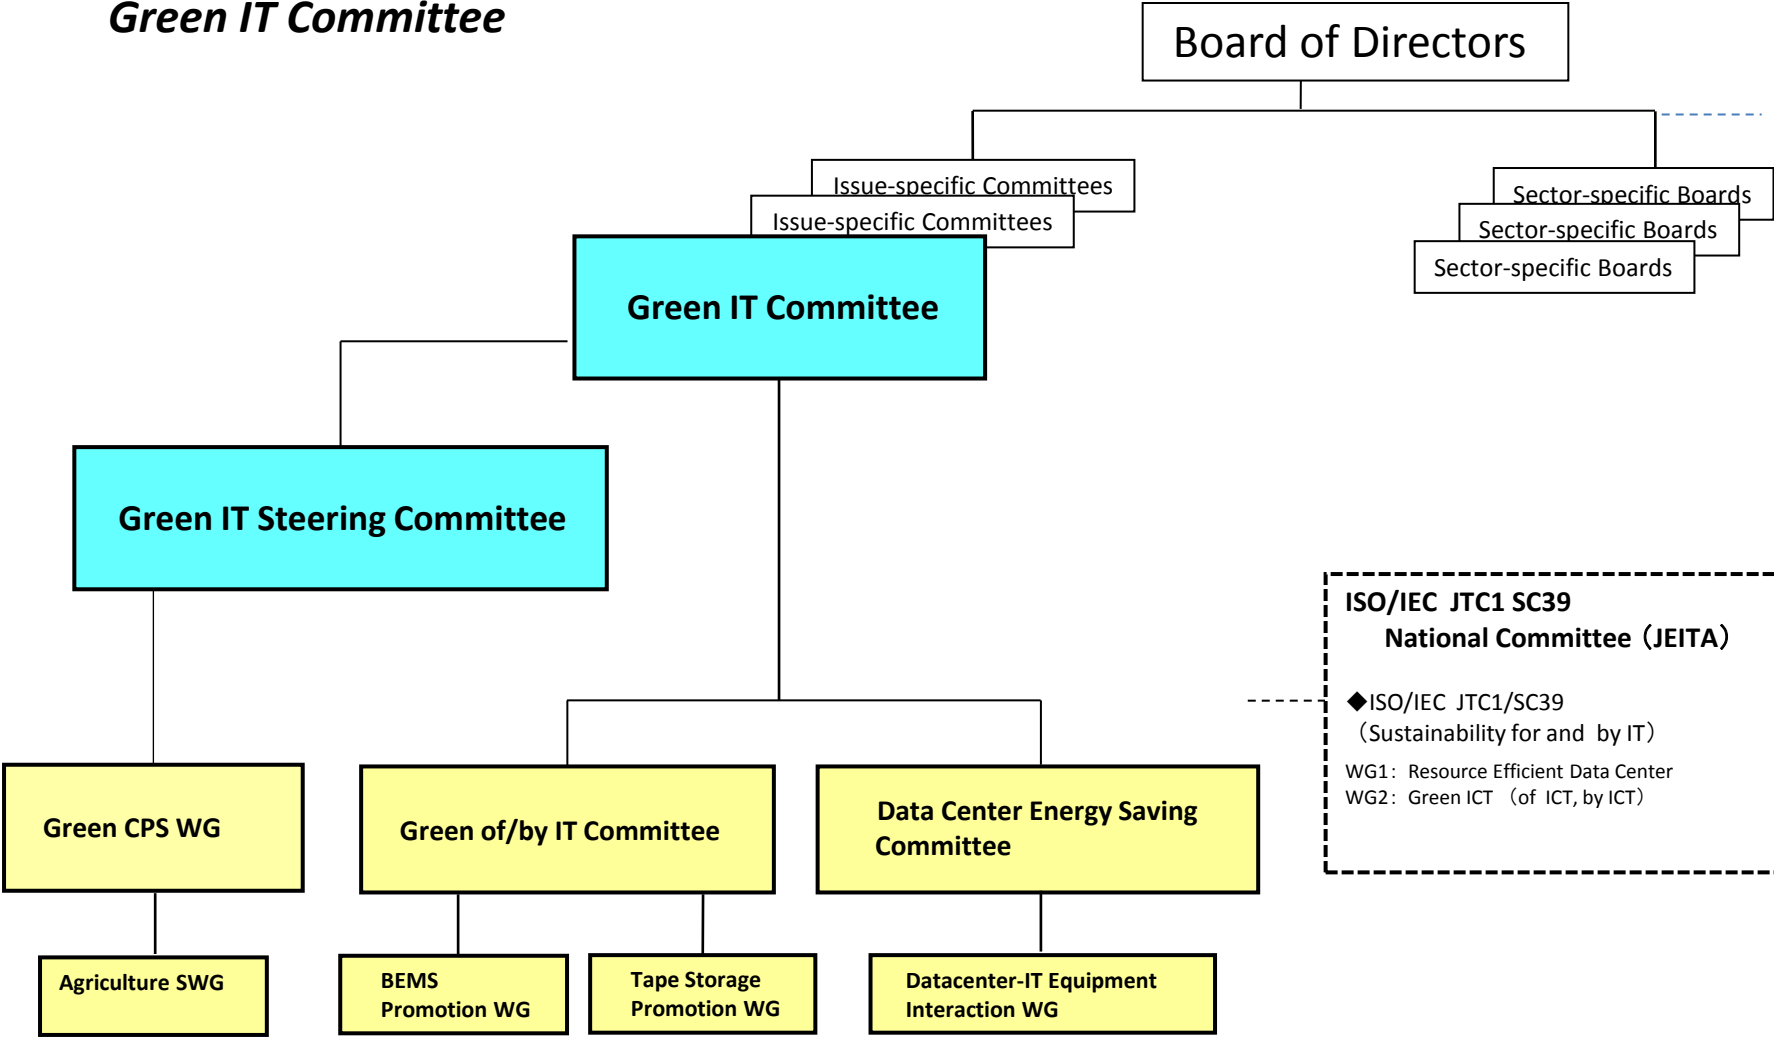 Green IT Committee
Board of Directors
Issue-specific Committees
Issue-specific Committees
Sector-specific Boards
Sector-specific Boards
Sector-specific Boards
Green IT Committee
Green IT Steering Committee
ISO/IEC JTC1 SC39
National Committee（JEITA）
◆ISO/IEC JTC1/SC39
（Sustainability for and by IT）
WG1：Resource Efficient Data Center
WG2：Green ICT （of ICT, by ICT）
Green CPS WG
Green of/by IT Committee
Data Center Energy Saving
Committee
Agriculture SWG
BEMS
Promotion WG
Tape Storage
Promotion WG
Datacenter-IT Equipment
Interaction WG